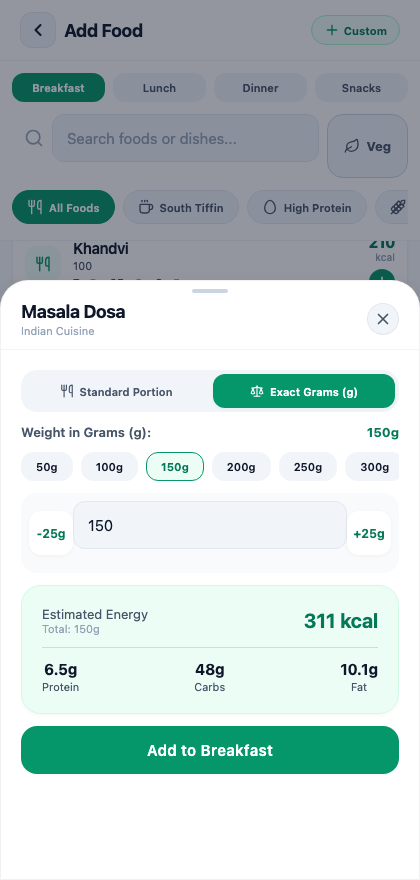 Add Food
+ Custom
Breakfast
Lunch
Dinner
Snacks
Search foods or dishes...
Veg
All Foods
South Tiffin
High Protein
Khandvi
210
100
kcal
Masala Dosa
Indian Cuisine
Standard Portion
Exact Grams (g)
Weight in Grams (g):
150g
50g
100g
150g
200g
250g
300g
-25g
150
+25g
Estimated Energy
Total: 150g
311 kcal
6.5g
48g
10.1g
Protein
Carbs
Fat
Add to Breakfast